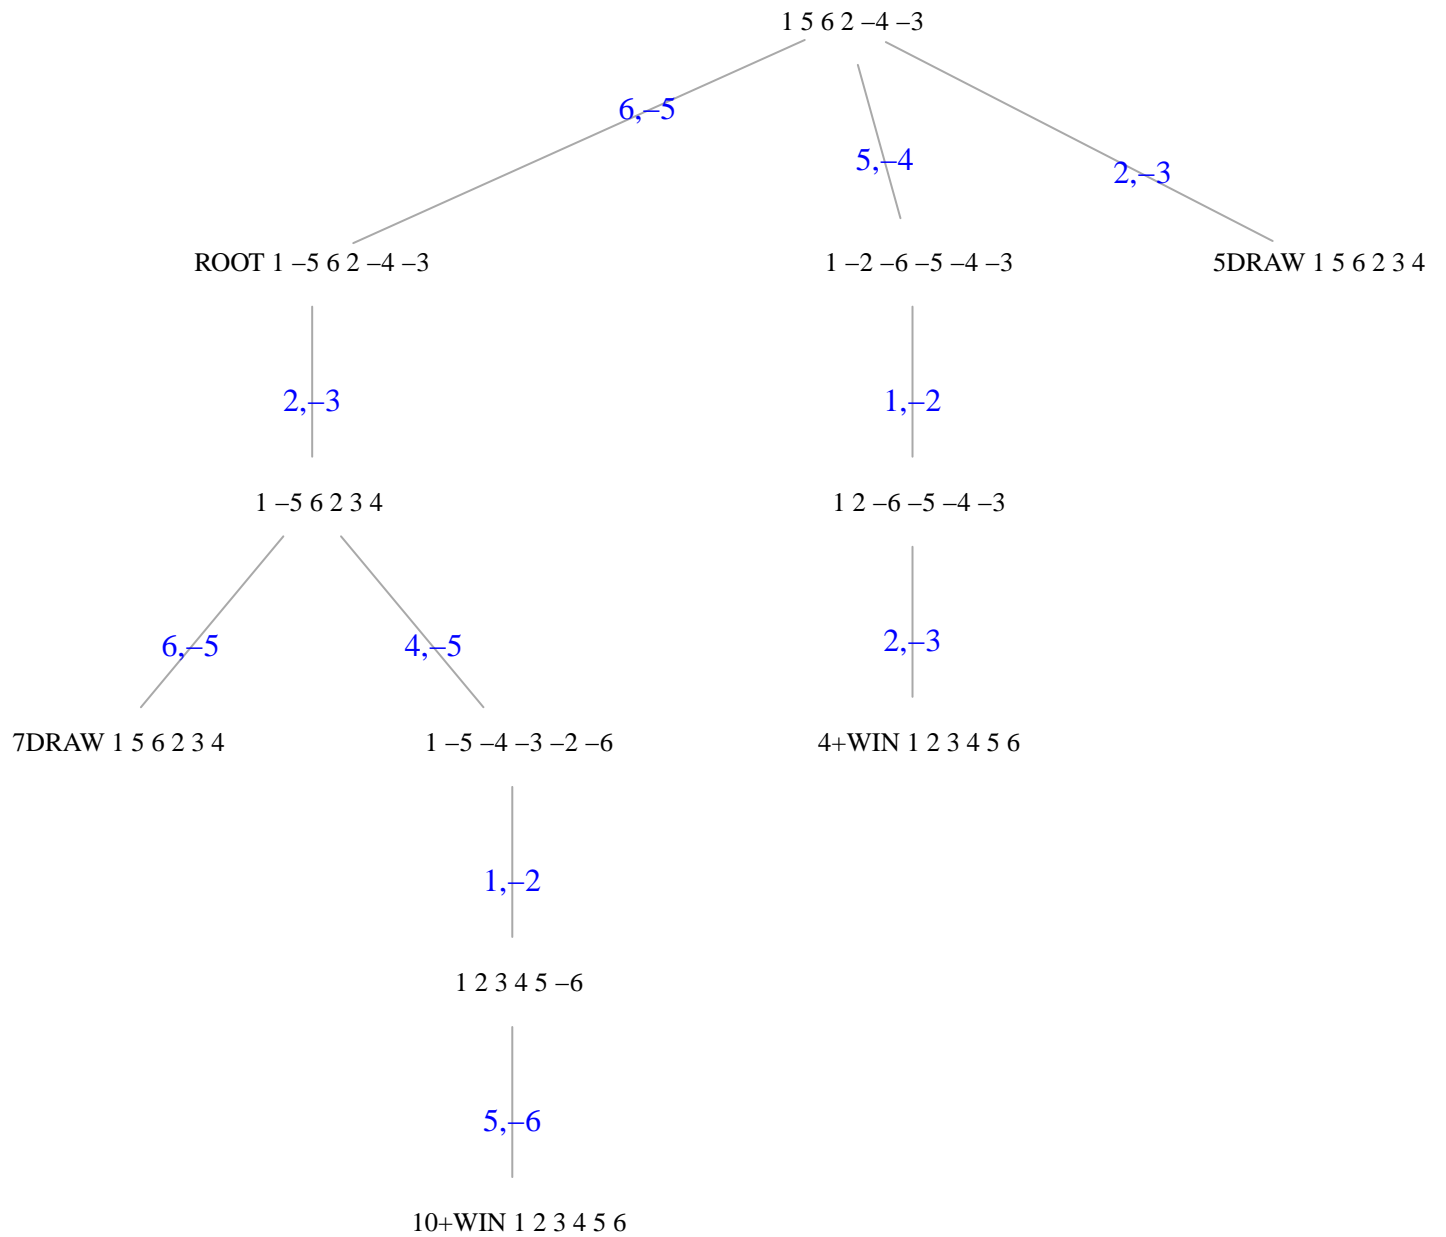 1 5 6 2 –4 –3
6,–5
5,–4
2,–3
ROOT 1 –5 6 2 –4 –3
1 –2 –6 –5 –4 –3
5DRAW 1 5 6 2 3 4
2,–3
1,–2
1 –5 6 2 3 4
1 2 –6 –5 –4 –3
6,–5
4,–5
2,–3
7DRAW 1 5 6 2 3 4
1 –5 –4 –3 –2 –6
4+WIN 1 2 3 4 5 6
1,–2
1 2 3 4 5 –6
5,–6
10+WIN 1 2 3 4 5 6